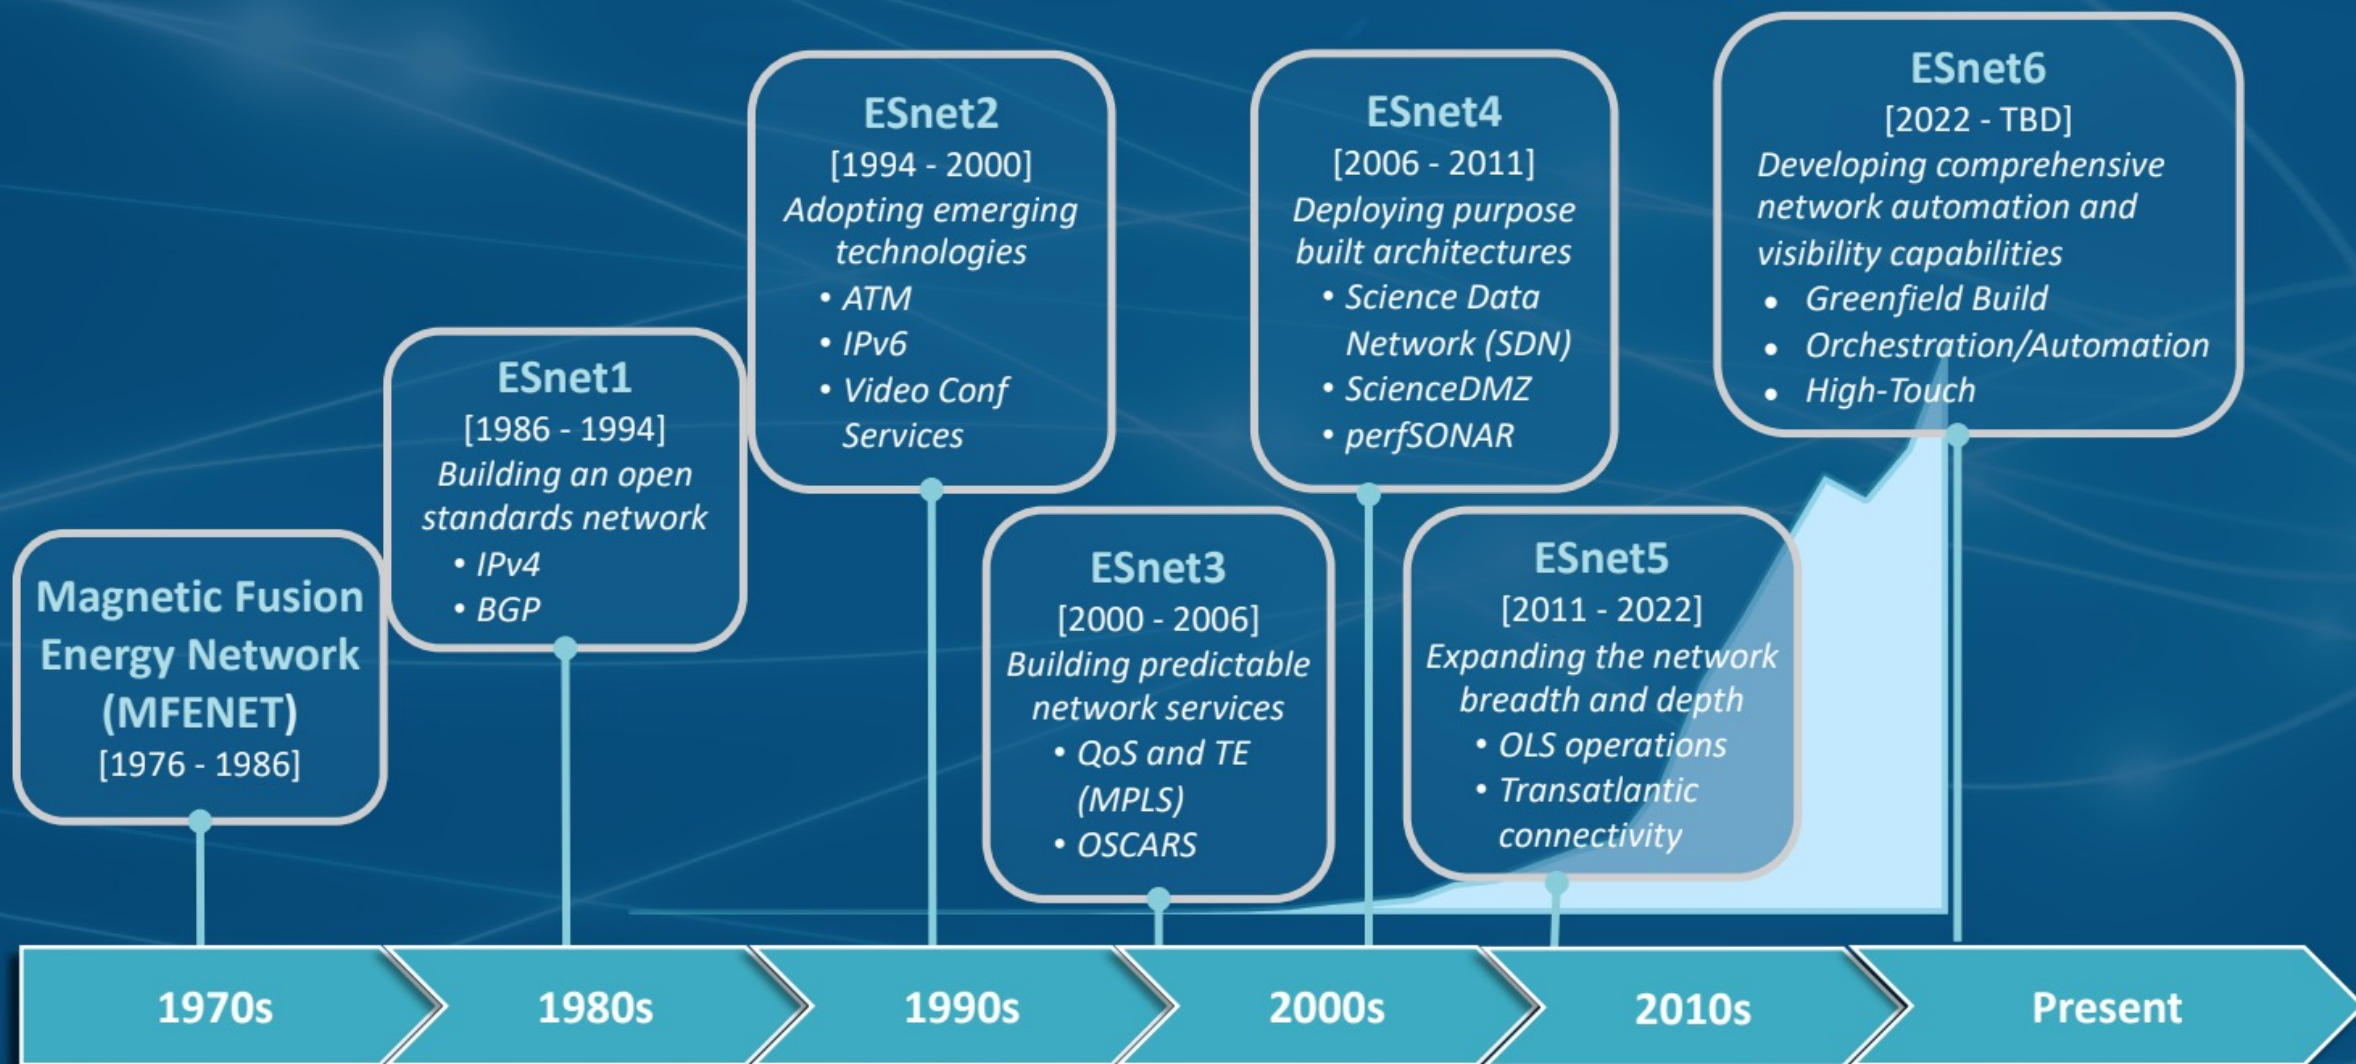 Magnetic Fusion
Energy Network
(MFENET)
[1976 - 1986]
ESnet1
[1986 - 1994]
Building an open
standards network
• IPv4
• BGP
ESnet2
[1994 - 2000]
Adopting emerging
technologies
• ATM
• IPv6
• Video Conf
Services
ESnet3
[2000 - 2006]
Building predictable
network services
• QoS and TE
(MPLS)
• OSCARS
ESnet4
[2006 - 2011]
Deploying purpose
built architectures
• Science Data
Network (SDN)
• ScienceDMZ
• perfSONAR
ESnet5
[2011 - 2022]
Expanding the network
breadth and depth
• OLS operations
• Transatlantic
connectivity
ESnet6
[2022 - TBD]
Developing comprehensive
network automation and
visibility capabilities
• Greenfield Build
• Orchestration/Automation
• High-Touch
1970s
1980s
1990s
2000s
2010s
Present